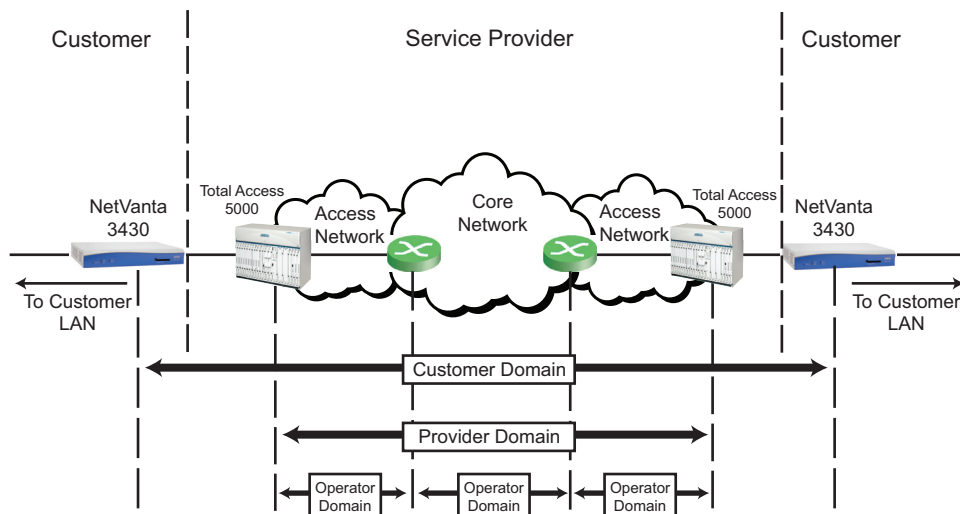 Customer
Service Provider
Customer
NetVanta
3430
Total Access
5000
Access
Network
Core
Network
Access
Network
Total Access
5000
NetVanta
3430
To Customer
LAN
To Customer
LAN
Customer Domain
Provider Domain
Operator
Domain
Operator
Domain
Operator
Domain